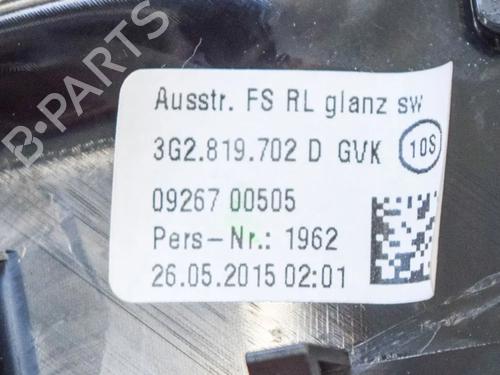 B-PARTS
Ausstr. FS RL glanz sw
3G2.819.702 D GVK 10S
09267 00505
Pers-Nr.: 1962
26.05.2015 02:01